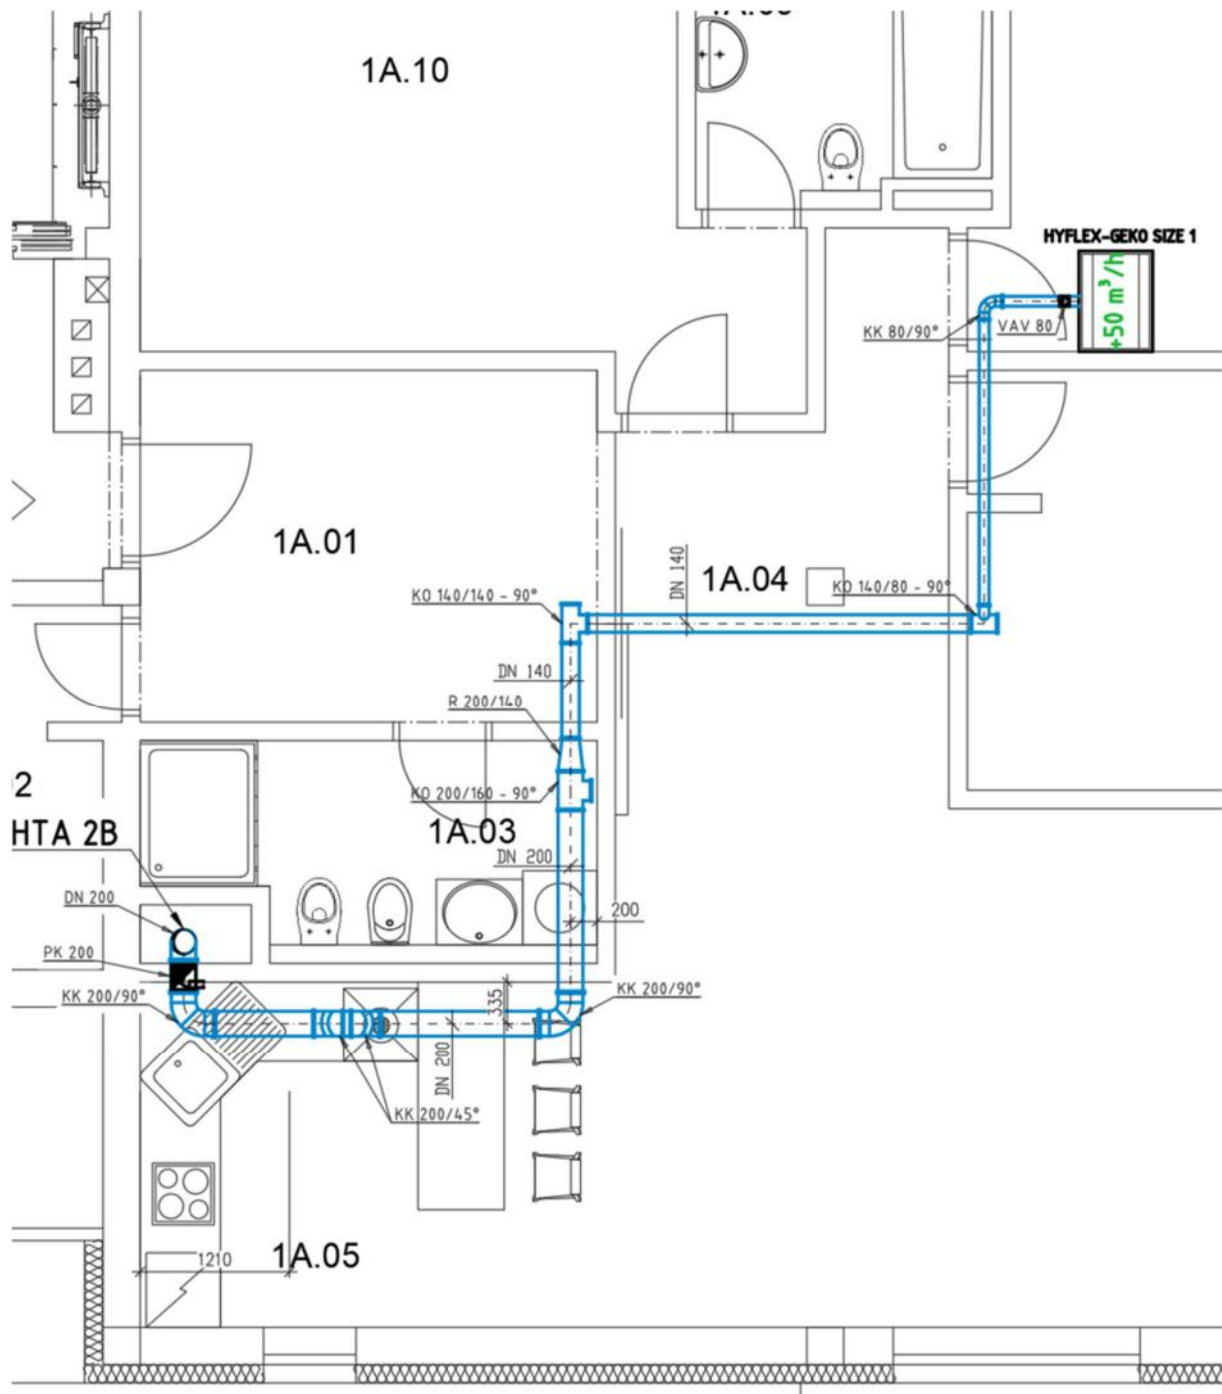 1A.10
HYFLEX-GEKO SIZE 1
+50 m³/h
KK 80/90°
VAV 80
1A.01
DN 140
1A.04
KO 140/140 - 90°
KO 140/80 - 90°
DN 140
R 200/140
KO 200/160 - 90°
1A.03
DN 200
200
DN 200
PK 200
KK 200/90°
335
KK 200/90°
DN 200
KK 200/45°
1A.05
1210